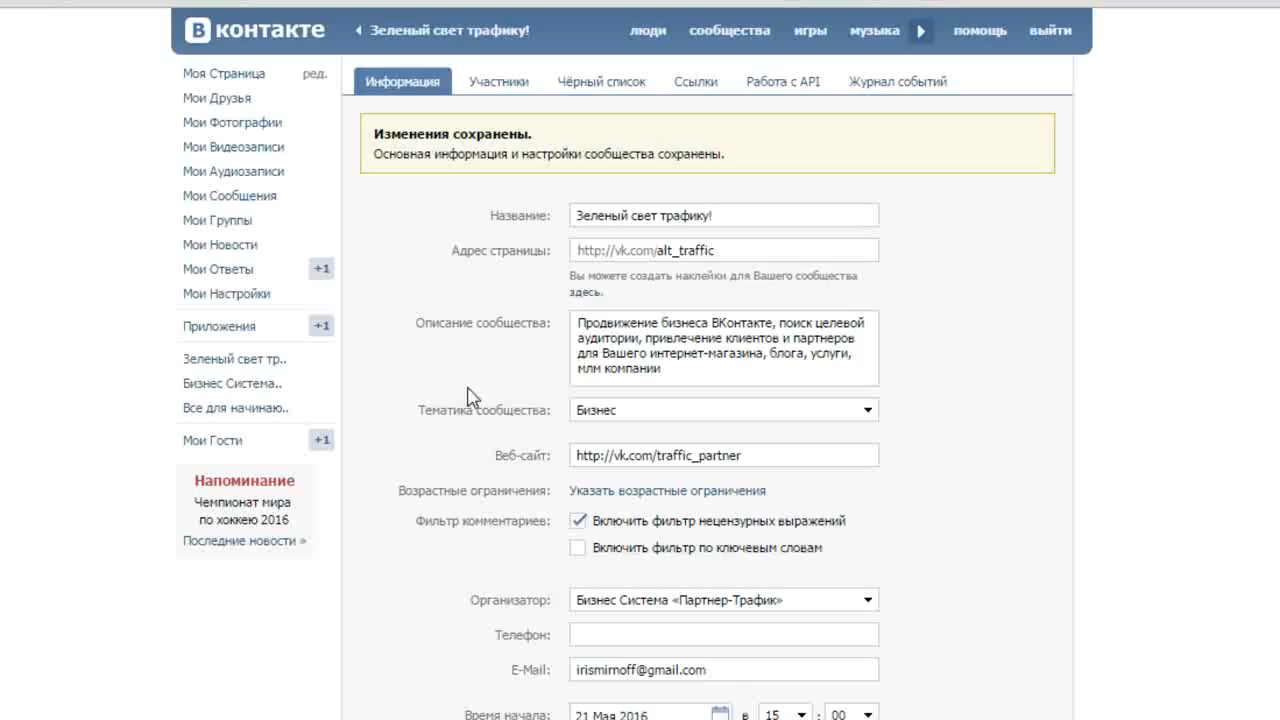 В контакте
Зеленый свет трафику!
люди сообщества игры музыка помощь выйти
Моя Страница ред.
Мои Друзья
Мои Фотографии
Мои Видеозаписи
Мои Аудиозаписи
Мои Сообщения
Мои Группы
Мои Новости
Мои Ответы +1
Мои Настройки
Приложения +1
Зеленый свет тр..
Бизнес Система..
Все для начинаю..
Мои Гости +1
Напоминание
Чемпионат мира
по хоккею 2016
Последние новости »
Информация Участники Чёрный список Ссылки Работа с API Журнал событий
Изменения сохранены.
Основная информация и настройки сообщества сохранены.
Название: Зеленый свет трафику!
Адрес страницы: http://vk.com/alt_traffic
Вы можете создать наклейки для Вашего сообщества
здесь.
Описание сообщества: Продвижение бизнеса ВКонтакте, поиск целевой
аудитории, привлечение клиентов и партнеров
для Вашего интернет-магазина, блога, услуги,
млм компании
Тематика сообщества: Бизнес
Веб-сайт: http://vk.com/traffic_partner
Возрастные ограничения: Указать возрастные ограничения
Фильтр комментариев: Включить фильтр нецензурных выражений
Включить фильтр по ключевым словам
Организатор: Бизнес Система «Партнер-Трафик»
Телефон:
E-Mail: irismirnoff@gmail.com
Время начала: 21 Мая 2016 в 15 : 00